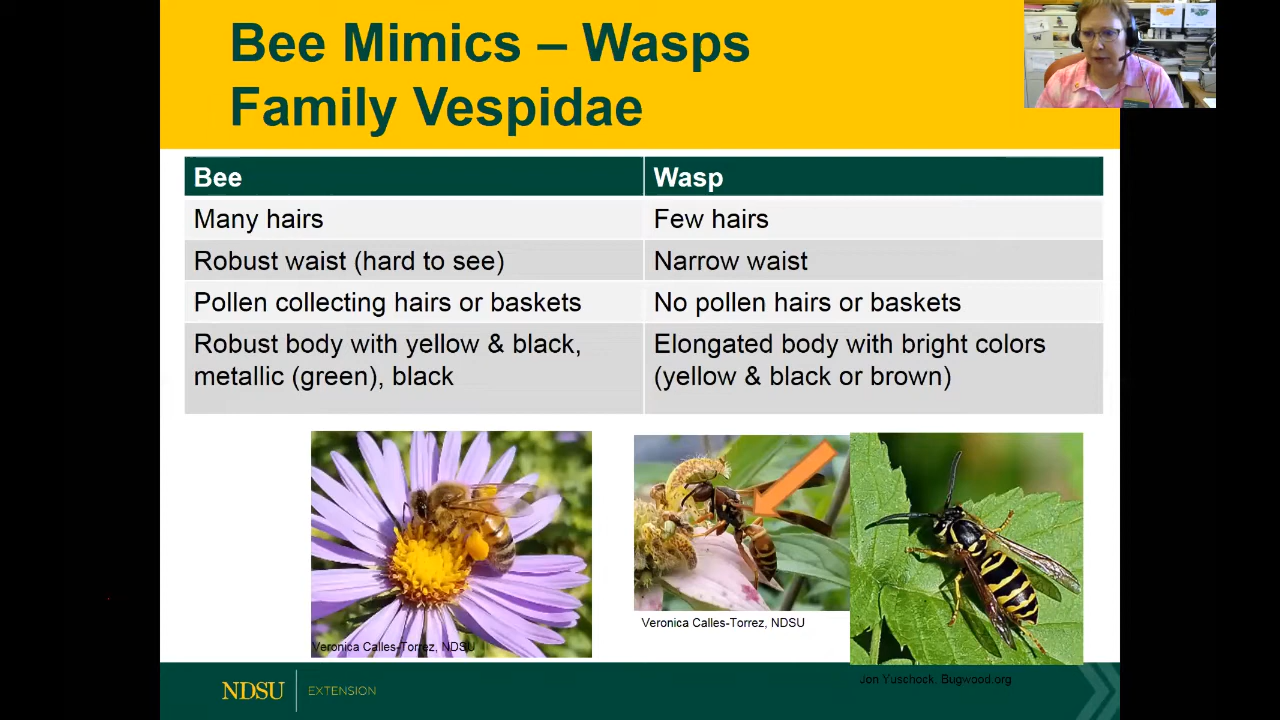 Bee Mimics – Wasps
Family Vespidae
Bee
Wasp
Many hairs
Few hairs
Robust waist (hard to see)
Narrow waist
Pollen collecting hairs or baskets
No pollen hairs or baskets
Robust body with yellow & black,
metallic (green), black
Elongated body with bright colors
(yellow & black or brown)
Veronica Calles-Torrez, NDSU
Veronica Calles-Torrez, NDSU
Jon Yuschock, Bugwood.org
NDSU
EXTENSION